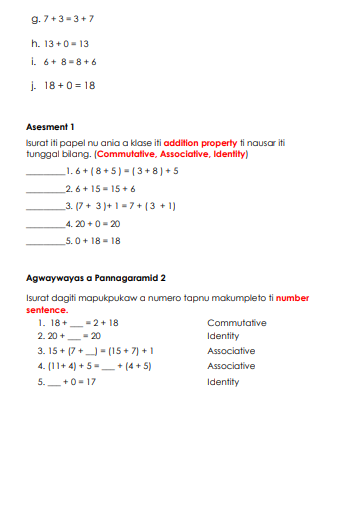 g. 7 + 3 = 3 + 7
h. 13 + 0 = 13
i. 6 + 8 = 8 + 6
j. 18 + 0 = 18
Asesment 1
Isurat iti papel nu ania a klase iti addition property ti nausar iti
tunggal bilang. (Commutative, Associative, Identity)
________1. 6 + ( 8 + 5 ) = ( 3 + 8 ) + 5
________2. 6 + 15 = 15 + 6
________3. (7 + 3 )+ 1 = 7 + ( 3 + 1)
________4. 20 + 0 = 20
________5. 0 + 18 = 18
Agwaywayas a Pannagaramid 2
Isurat dagiti mapukpukaw a numero tapnu makumpleto ti number
sentence.
1. 18 + ___ = 2 + 18 Commutative
2. 20 + ___ = 20 Identity
3. 15 + (7 + __) = (15 + 7) + 1 Associative
4. (11+ 4) + 5 = ___ + (4 + 5) Associative
5. ___ + 0 = 17 Identity